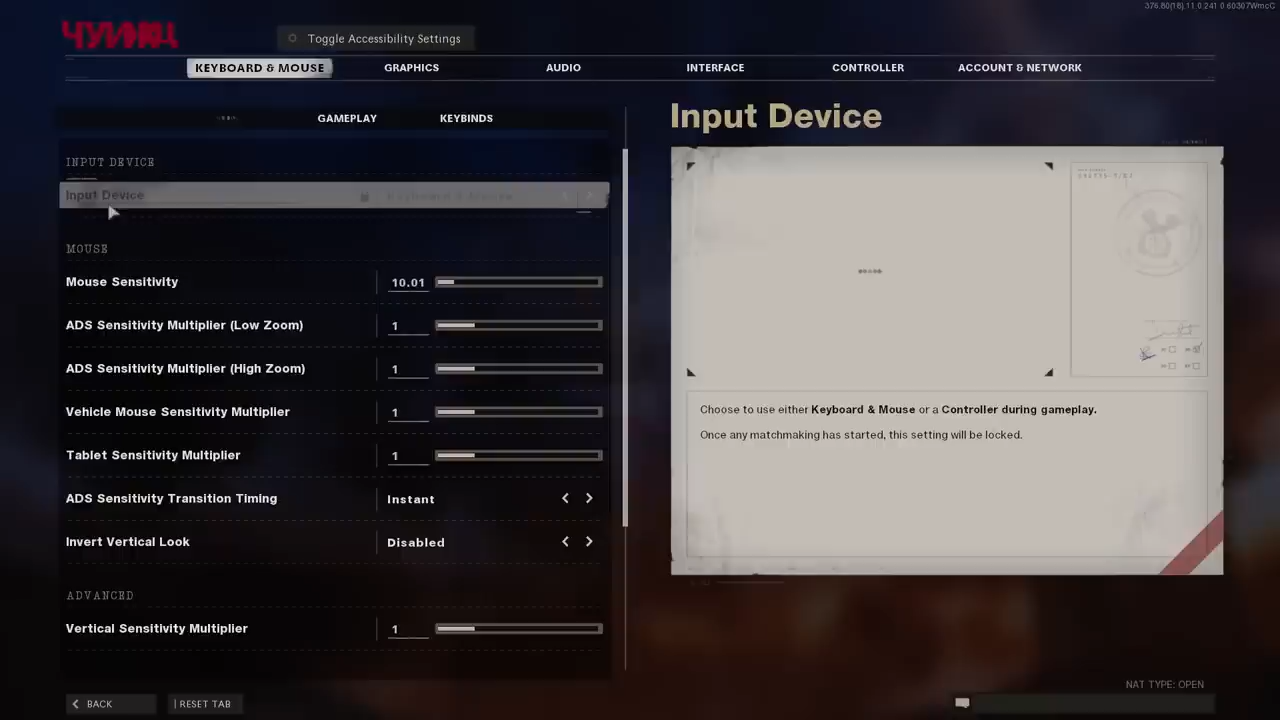 Toggle Accessibility Settings
KEYBOARD & MOUSE
GRAPHICS
AUDIO
INTERFACE
CONTROLLER
ACCOUNT & NETWORK
GAMEPLAY
KEYBINDS
INPUT DEVICE
Input Device
MOUSE
Mouse Sensitivity 10.01
ADS Sensitivity Multiplier (Low Zoom) 1
ADS Sensitivity Multiplier (High Zoom) 1
Vehicle Mouse Sensitivity Multiplier 1
Tablet Sensitivity Multiplier 1
ADS Sensitivity Transition Timing Instant
Invert Vertical Look Disabled
ADVANCED
Vertical Sensitivity Multiplier 1
BACK
RESET TAB
Input Device
Choose to use either Keyboard & Mouse or a Controller during gameplay.
Once any matchmaking has started, this setting will be locked.
NAT TYPE: OPEN